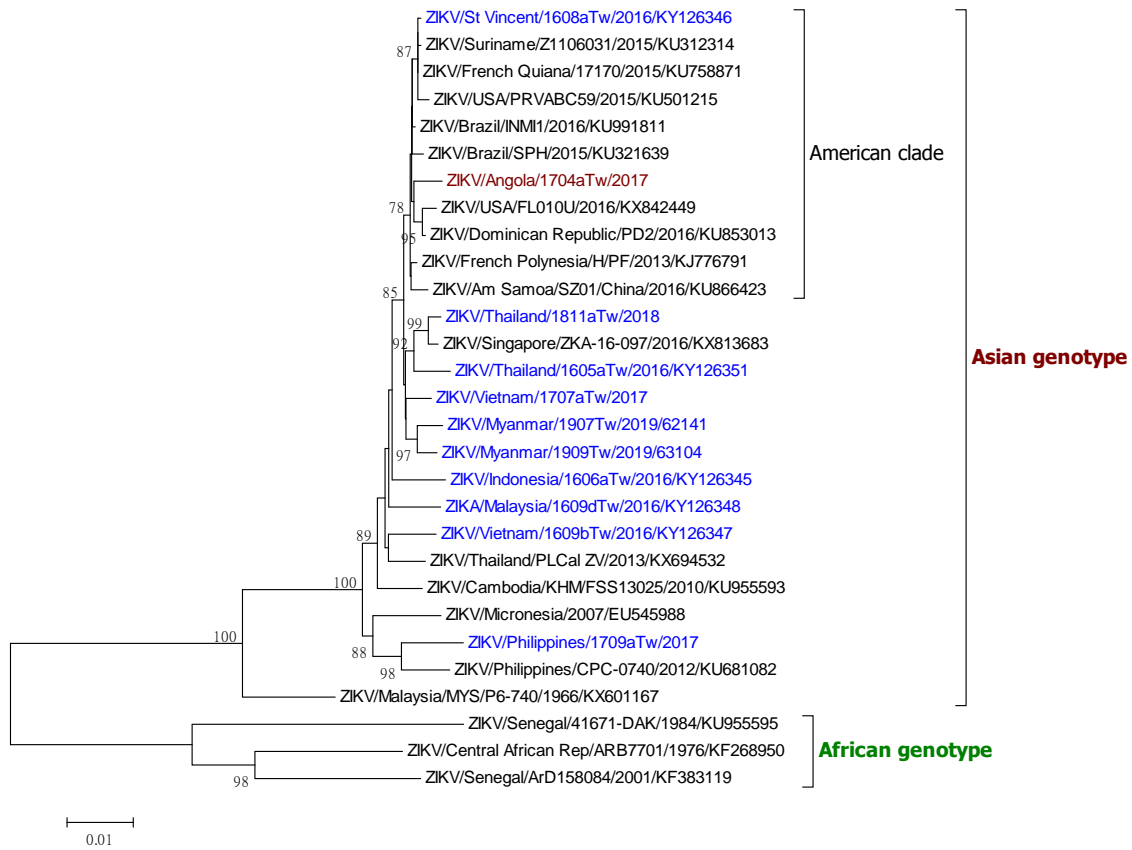 ZIKV/St Vincent/1608aTw/2016/KY126346
ZIKV/Suriname/Z1106031/2015/KU312314
87
ZIKV/French Quiana/17170/2015/KU758871
ZIKV/USA/PRVABC59/2015/KU501215
ZIKV/Brazil/INMI1/2016/KU991811
ZIKV/Brazil/SPH/2015/KU321639
American clade
ZIKV/Angola/1704aTw/2017
78
ZIKV/USA/FL010U/2016/KX842449
95
ZIKV/Dominican Republic/PD2/2016/KU853013
ZIKV/French Polynesia/H/PF/2013/KJ776791
85
ZIKV/Am Samoa/SZ01/China/2016/KU866423
ZIKV/Thailand/1811aTw/2018
99
92
ZIKV/Singapore/ZKA-16-097/2016/KX813683
Asian genotype
ZIKV/Thailand/1605aTw/2016/KY126351
ZIKV/Vietnam/1707aTw/2017
ZIKV/Myanmar/1907Tw/2019/62141
97
ZIKV/Myanmar/1909Tw/2019/63104
ZIKV/Indonesia/1606aTw/2016/KY126345
ZIKA/Malaysia/1609dTw/2016/KY126348
89
ZIKV/Vietnam/1609bTw/2016/KY126347
ZIKV/Thailand/PLCal ZV/2013/KX694532
100
ZIKV/Cambodia/KHM/FSS13025/2010/KU955593
ZIKV/Micronesia/2007/EU545988
100
88
ZIKV/Philippines/1709aTw/2017
98
ZIKV/Philippines/CPC-0740/2012/KU681082
ZIKV/Malaysia/MYS/P6-740/1966/KX601167
ZIKV/Senegal/41671-DAK/1984/KU955595
ZIKV/Central African Rep/ARB7701/1976/KF268950
African genotype
98
ZIKV/Senegal/ArD158084/2001/KF383119
0.01